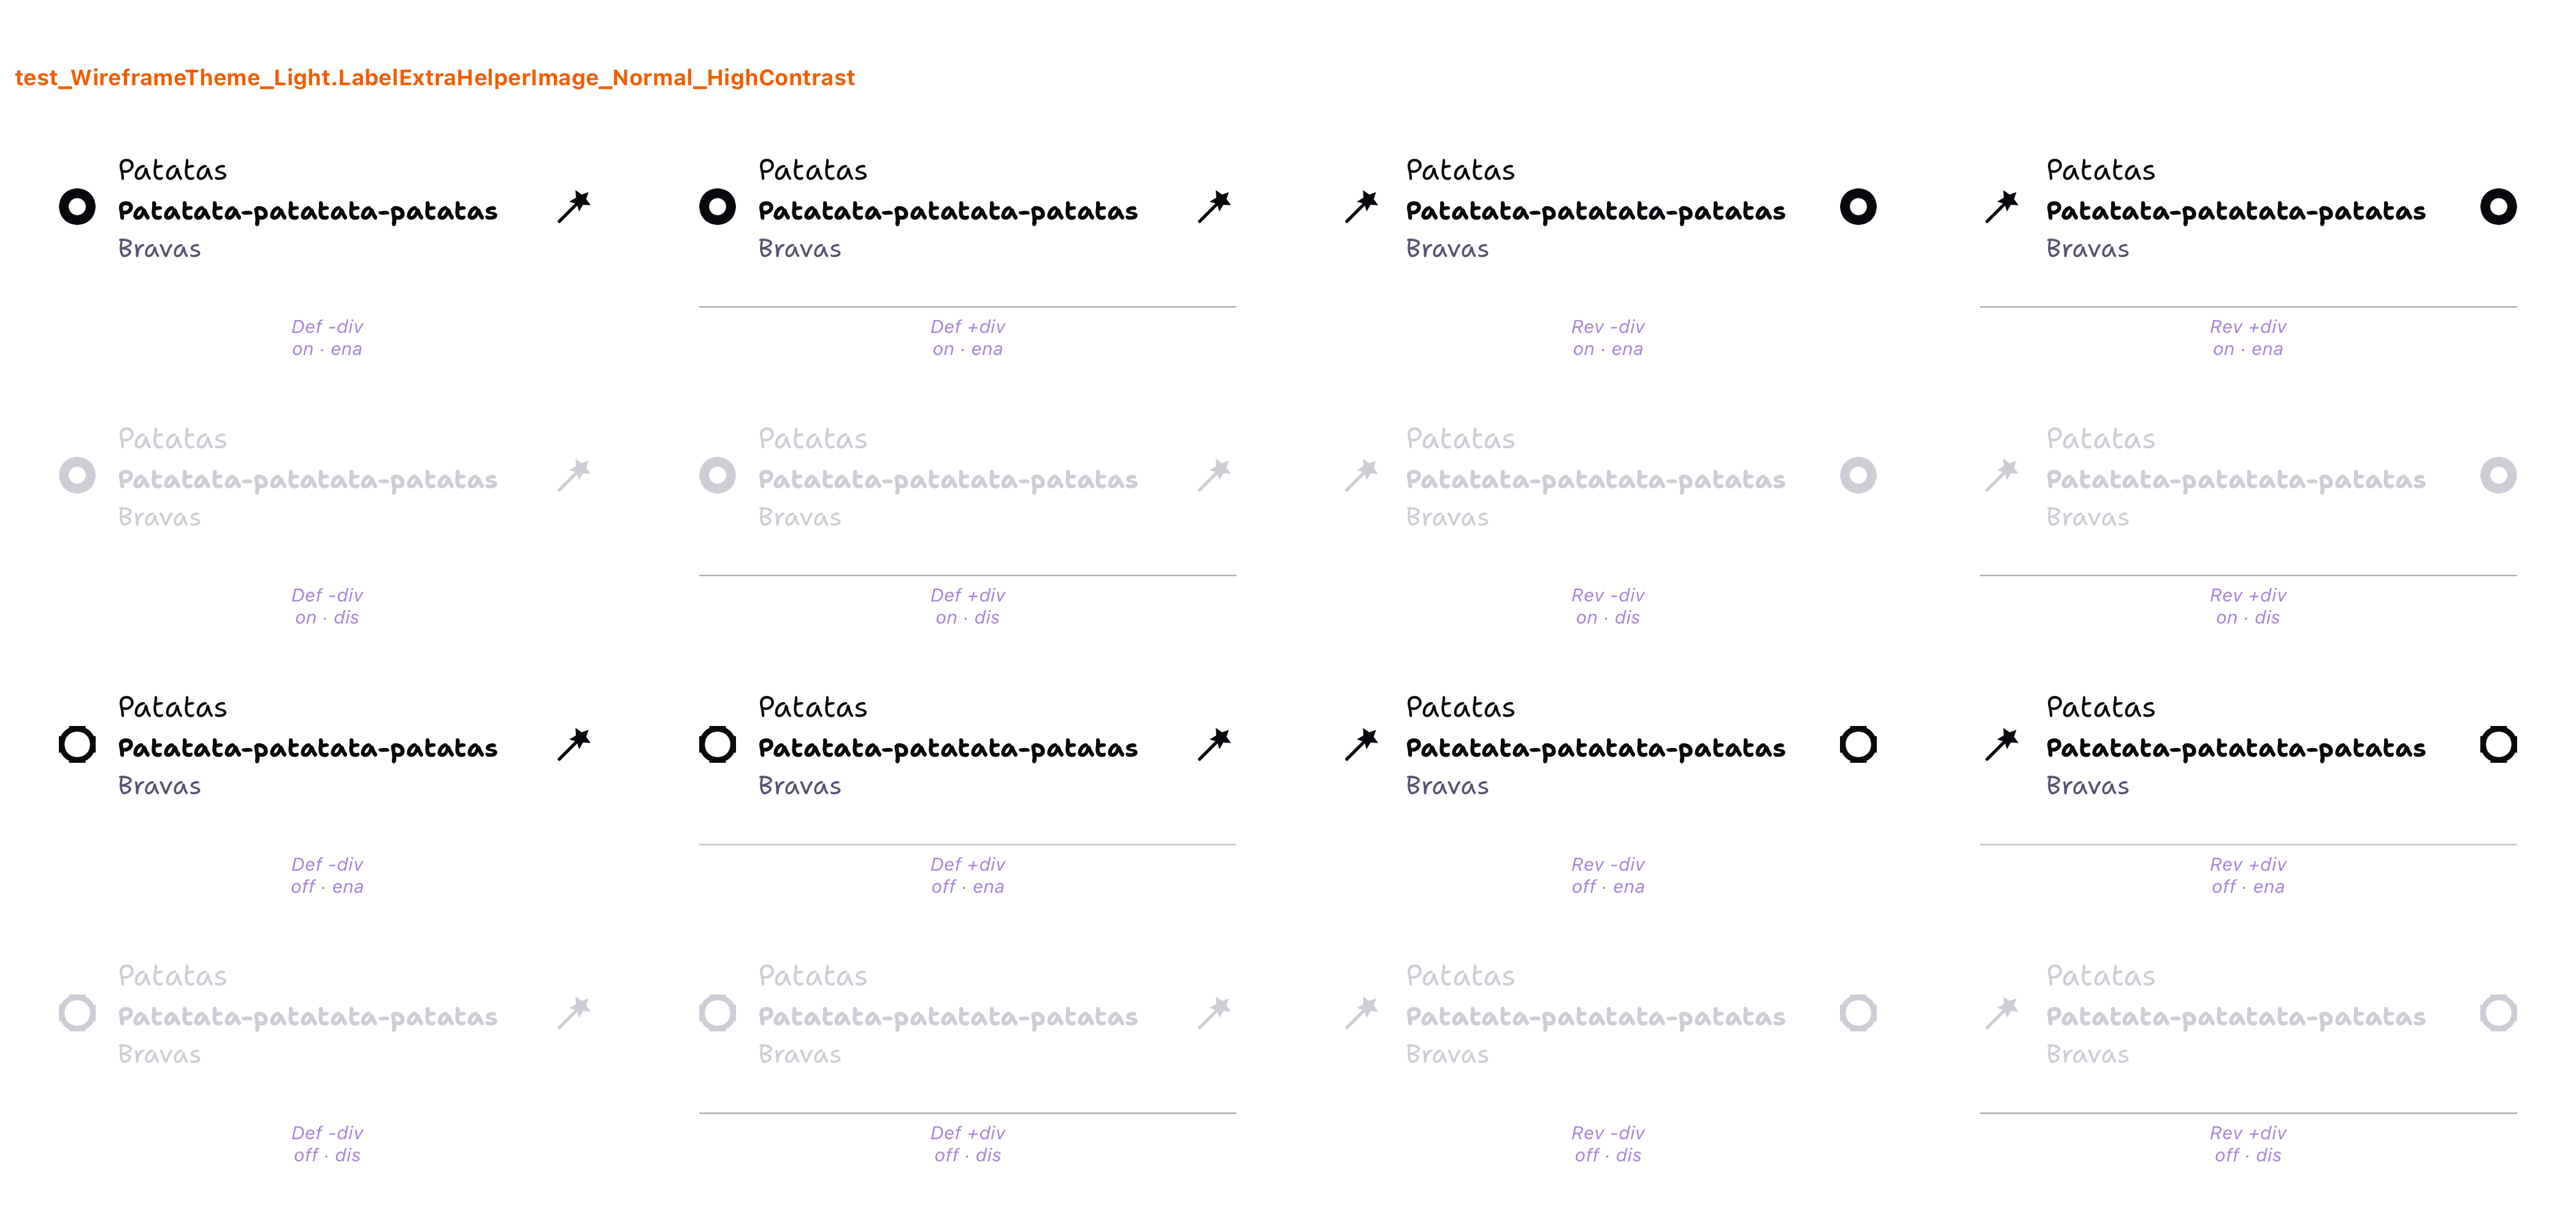 test_WireframeTheme_Light.LabelExtraHelperImage_Normal_HighContrast
Patatas
Patatata-patatata-patatas
Bravas
Def -div
on · ena
Patatas
Patatata-patatata-patatas
Bravas
Def +div
on · ena
Patatas
Patatata-patatata-patatas
Bravas
Rev -div
on · ena
Patatas
Patatata-patatata-patatas
Bravas
Rev +div
on · ena
Patatas
Patatata-patatata-patatas
Bravas
Def -div
on · dis
Patatas
Patatata-patatata-patatas
Bravas
Def +div
on · dis
Patatas
Patatata-patatata-patatas
Bravas
Rev -div
on · dis
Patatas
Patatata-patatata-patatas
Bravas
Rev +div
on · dis
Patatas
Patatata-patatata-patatas
Bravas
Def -div
off · ena
Patatas
Patatata-patatata-patatas
Bravas
Def +div
off · ena
Patatas
Patatata-patatata-patatas
Bravas
Rev -div
off · ena
Patatas
Patatata-patatata-patatas
Bravas
Rev +div
off · ena
Patatas
Patatata-patatata-patatas
Bravas
Def -div
off · dis
Patatas
Patatata-patatata-patatas
Bravas
Def +div
off · dis
Patatas
Patatata-patatata-patatas
Bravas
Rev -div
off · dis
Patatas
Patatata-patatata-patatas
Bravas
Rev +div
off · dis